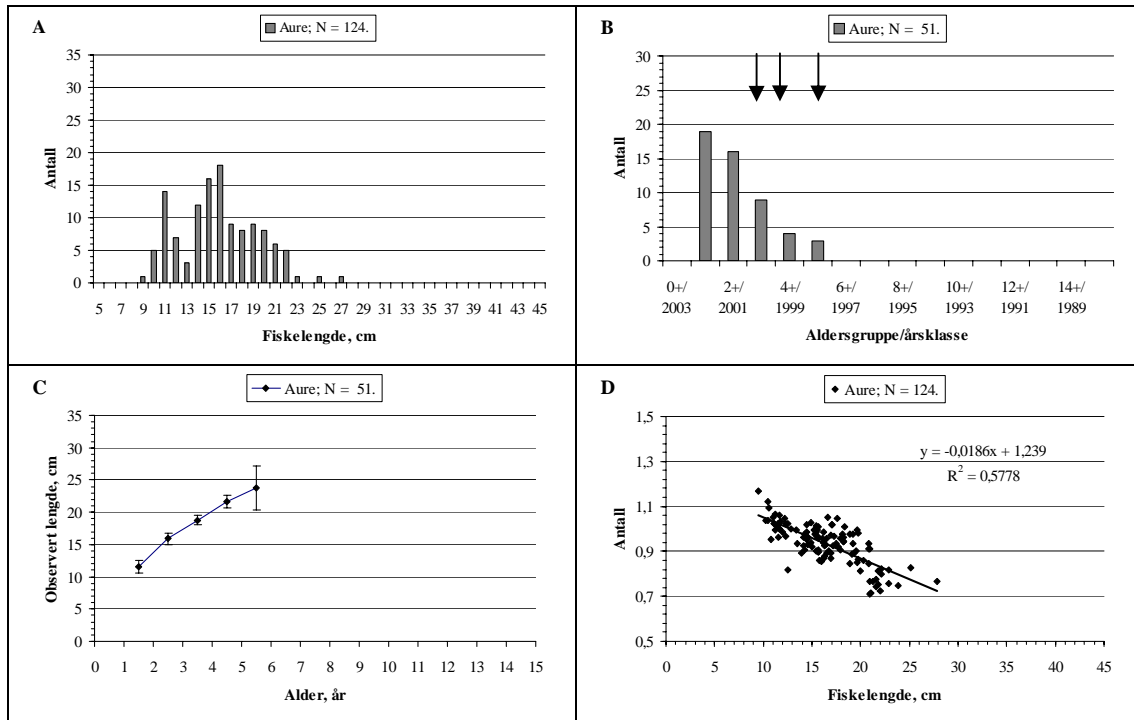 A
Aure; N = 124.
35
30
25
20
15
10
5
0
Antall
5 7 9 11 13 15 17 19 21 23 25 27 29 31 33 35 37 39 41 43 45
Fiskelengde, cm
B
Aure; N = 51.
30
25
20
15
10
5
0
Antall
0+/ 2+/ 4+/ 6+/ 8+/ 10+/ 12+/ 14+/
2003 2001 1999 1997 1995 1993 1991 1989
Aldersgruppe/årsklasse
C
Aure; N = 51.
35
30
25
20
15
10
5
0
Observert lengde, cm
0 1 2 3 4 5 6 7 8 9 10 11 12 13 14 15
Alder, år
D
Aure; N = 124.
1,5
1,3
1,1
0,9
0,7
0,5
Antall
y = -0,0186x + 1,239
R² = 0,5778
0 5 10 15 20 25 30 35 40 45
Fiskelengde, cm